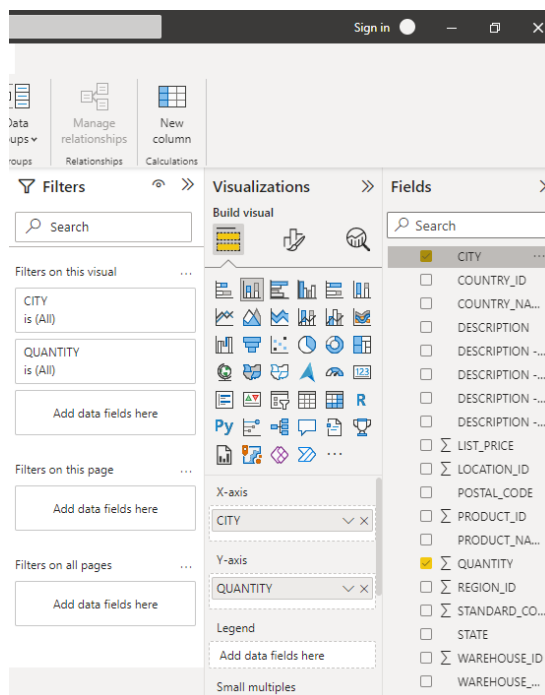 Sign in
Data
ups
Manage
relationships
New
column
roups
Relationships
Calculations
Filters
Search
Filters on this visual
...
CITY
is (All)
QUANTITY
is (All)
Add data fields here
Filters on this page
...
Add data fields here
Filters on all pages
...
Add data fields here
Visualizations
Build visual
123
R
Py
...
X-axis
CITY
Y-axis
QUANTITY
Legend
Add data fields here
Small multiples
Fields
Search
CITY ...
COUNTRY_ID
COUNTRY_NA...
DESCRIPTION
DESCRIPTION -...
DESCRIPTION -...
DESCRIPTION -...
DESCRIPTION -...
∑ LIST_PRICE
∑ LOCATION_ID
POSTAL_CODE
∑ PRODUCT_ID
PRODUCT_NA...
∑ QUANTITY
∑ REGION_ID
∑ STANDARD_CO...
STATE
∑ WAREHOUSE_ID
WAREHOUSE_...